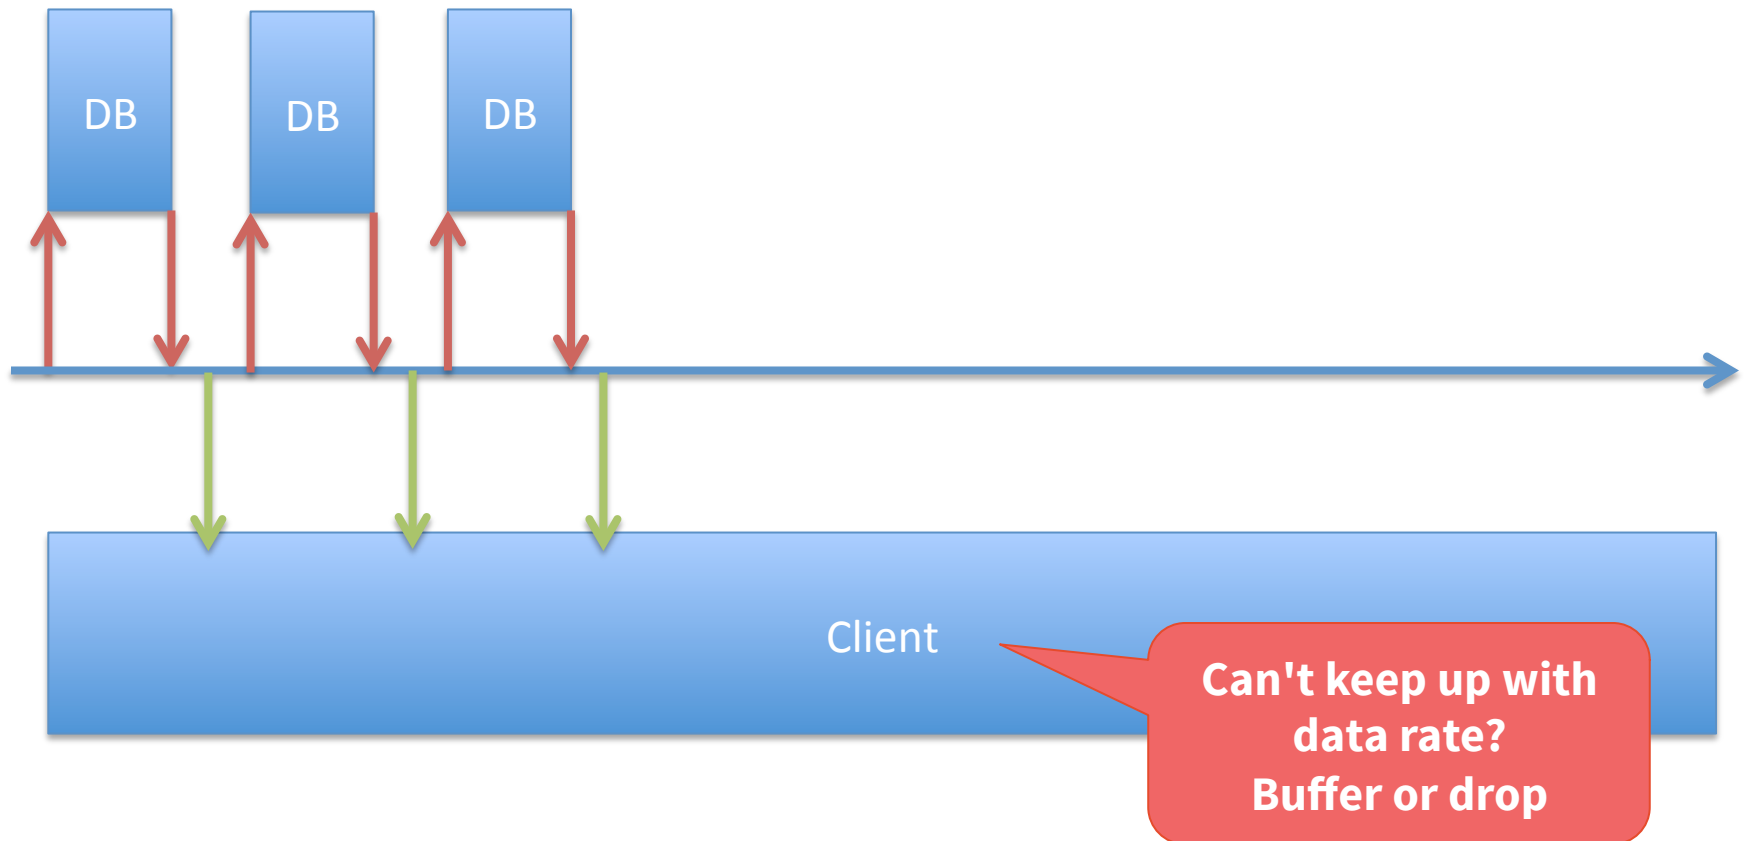 DB
DB
DB
Client
Can't keep up with
data rate?
Buffer or drop